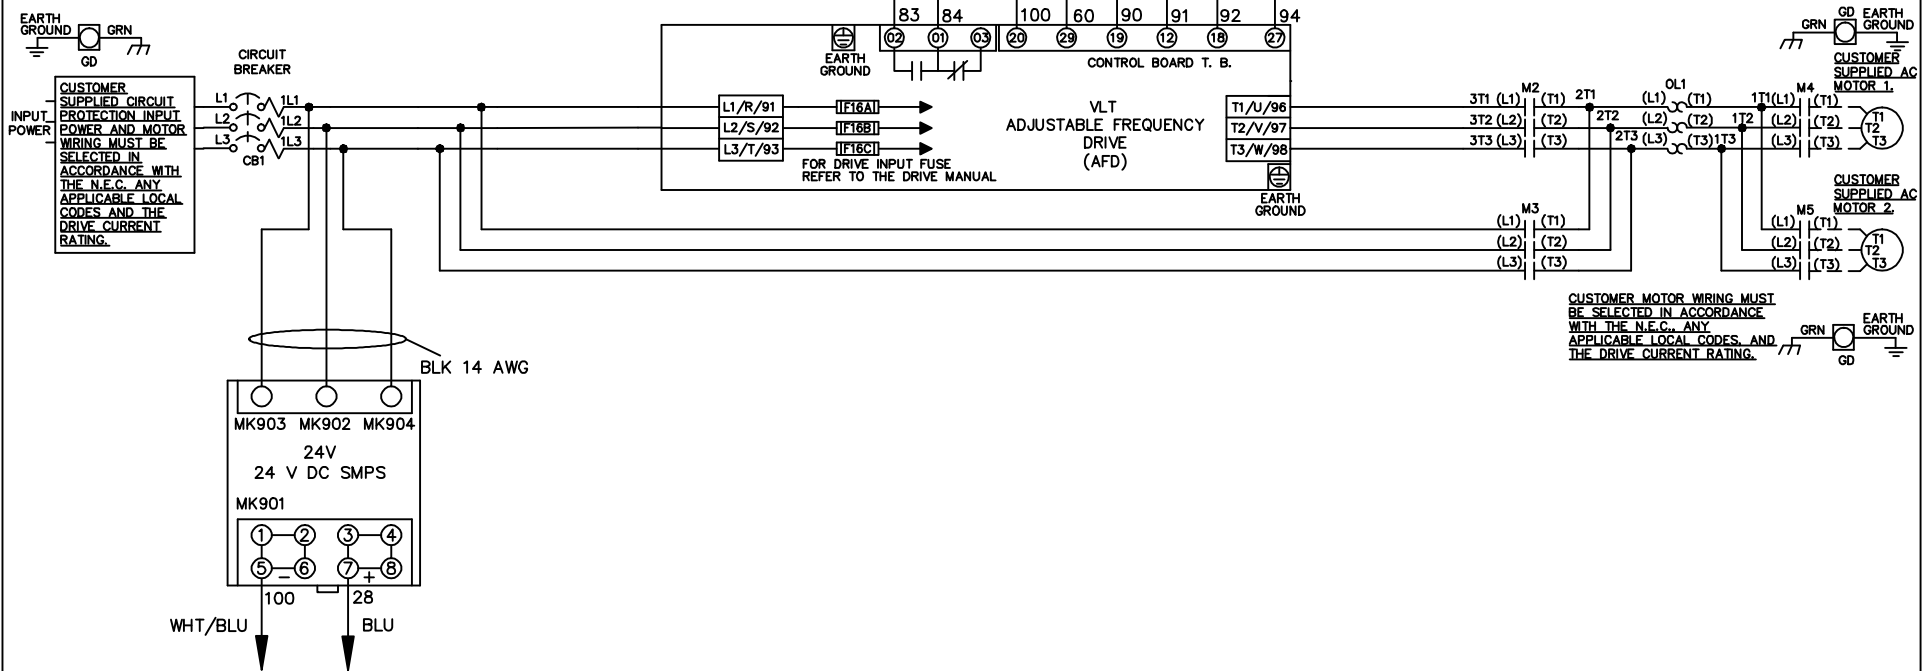 EARTH
GROUND
GRN
GD
CUSTOMER
SUPPLIED CIRCUIT
PROTECTION INPUT
POWER AND MOTOR
WIRING MUST BE
SELECTED IN
ACCORDANCE WITH
THE N.E.C. ANY
APPLICABLE LOCAL
CODES AND THE
DRIVE CURRENT
RATING.
INPUT
POWER
CIRCUIT
BREAKER
L1 1L1
L2 1L2
L3 1L3
CB1
83 84 100 60 90 91 92 94
02 01 03 20 29 19 12 18 27
EARTH
GROUND
CONTROL BOARD T. B.
L1/R/91 IF16A
L2/S/92 IF16B
L3/T/93 IF16C
FOR DRIVE INPUT FUSE
REFER TO THE DRIVE MANUAL
VLT
ADJUSTABLE FREQUENCY
DRIVE
(AFD)
T1/U/96
T2/V/97
T3/W/98
EARTH
GROUND
M2
3T1 (L1) (T1) 2T1
3T2 (L2) (T2) 2T2
3T3 (L3) (T3) 2T3
OL1
(L1) (T1) 1T1
(L2) (T2) 1T2
(L3) (T3) 1T3
M4
(L1) (T1)
(L2) (T2)
(L3) (T3)
T1
T2
T3
GD EARTH
GRN GROUND
CUSTOMER
SUPPLIED AC
MOTOR 1.
CUSTOMER
SUPPLIED AC
MOTOR 2.
M3
(L1) (T1)
(L2) (T2)
(L3) (T3)
M5
(L1) (T1)
(L2) (T2)
(L3) (T3)
T1
T2
T3
CUSTOMER MOTOR WIRING MUST
BE SELECTED IN ACCORDANCE
WITH THE N.E.C., ANY
APPLICABLE LOCAL CODES, AND
THE DRIVE CURRENT RATING.
EARTH
GRN GROUND
GD
BLK 14 AWG
MK903 MK902 MK904
24V
24 V DC SMPS
MK901
1 2 3 4
5 6 7 8
- +
100 28
WHT/BLU BLU